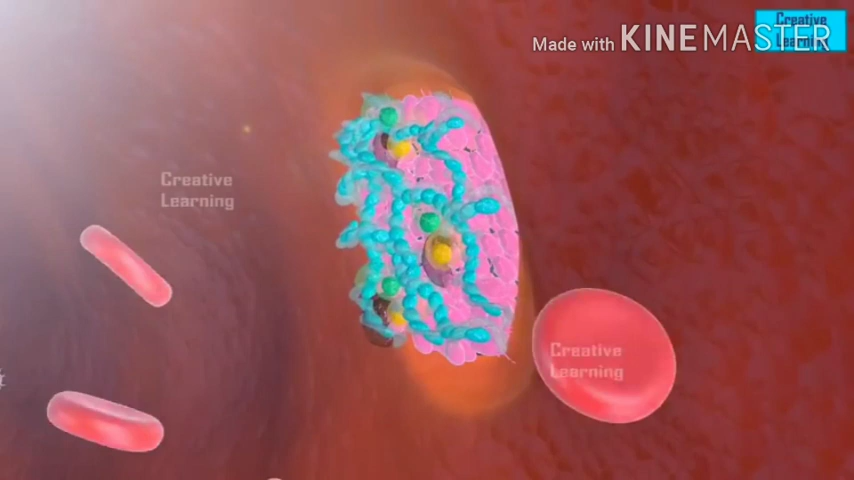 Made with KINEMASTER
Creative
Learning
Creative
Learning
Creative
Learning